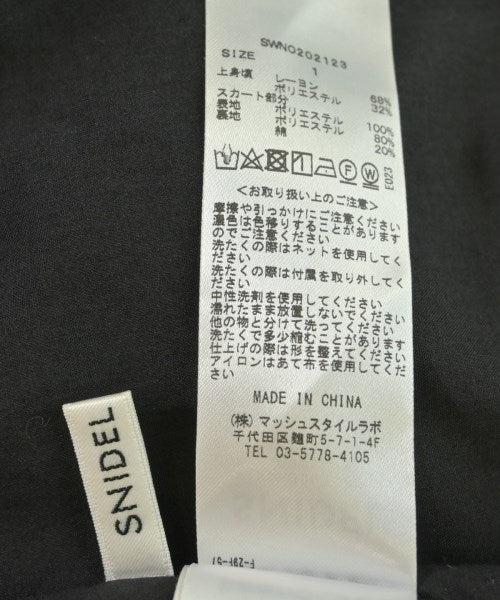 SWNO202123
SIZE 1
上身頃 レーヨン 68%
ポリエステル 32%
スカート部分
表地 ポリエステル 100%
裏地 ポリエステル 80%
綿 20%
F W E023
<お取り扱い上のご注意>
摩擦や引っかけにご注意ください
濃色は色移りすることがあります
のでご注意ください
洗たくの際はネットを使用してく
ださい
洗たくの際は付属を取り外してく
ださい
中性洗剤を使用してください
濡れたまま放置しないでください
他の物と分けて洗ってください
洗たくで多少縮むことがあります
仕上げの際は形を整えてください
アイロンはあて布を使用してくだ
さい
MADE IN CHINA
(株)マッシュスタイルラボ
千代田区麹町5-7-1-4F
TEL 03-5778-4105
SNIDEL
F-29F-57